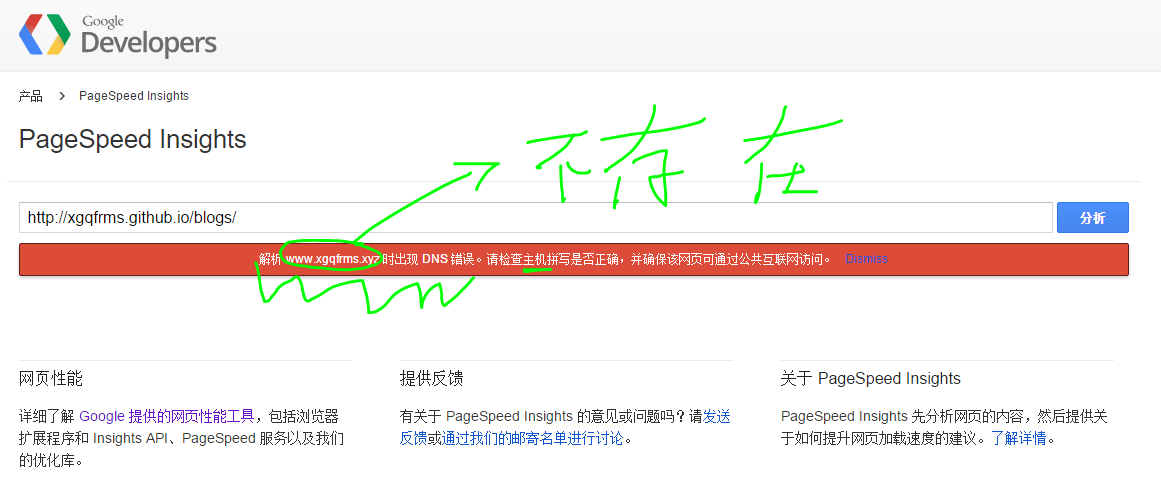 Google
Developers
产品 > PageSpeed Insights
PageSpeed Insights
不存在
http://xgqfrms.github.io/blogs/
分析
解析 www.xgqfrms.xyz 时出现 DNS 错误。请检查主机拼写是否正确，并确保该网页可通过公共互联网访问。 Dismiss
网页性能
详细了解 Google 提供的网页性能工具，包括浏览器
扩展程序和 Insights API、PageSpeed 服务以及我们
的优化库。
提供反馈
有关于 PageSpeed Insights 的意见或问题吗？请发送
反馈或通过我们的邮寄名单进行讨论。
关于 PageSpeed Insights
PageSpeed Insights 先分析网页的内容，然后提供关
于如何提升网页加载速度的建议。了解详情。